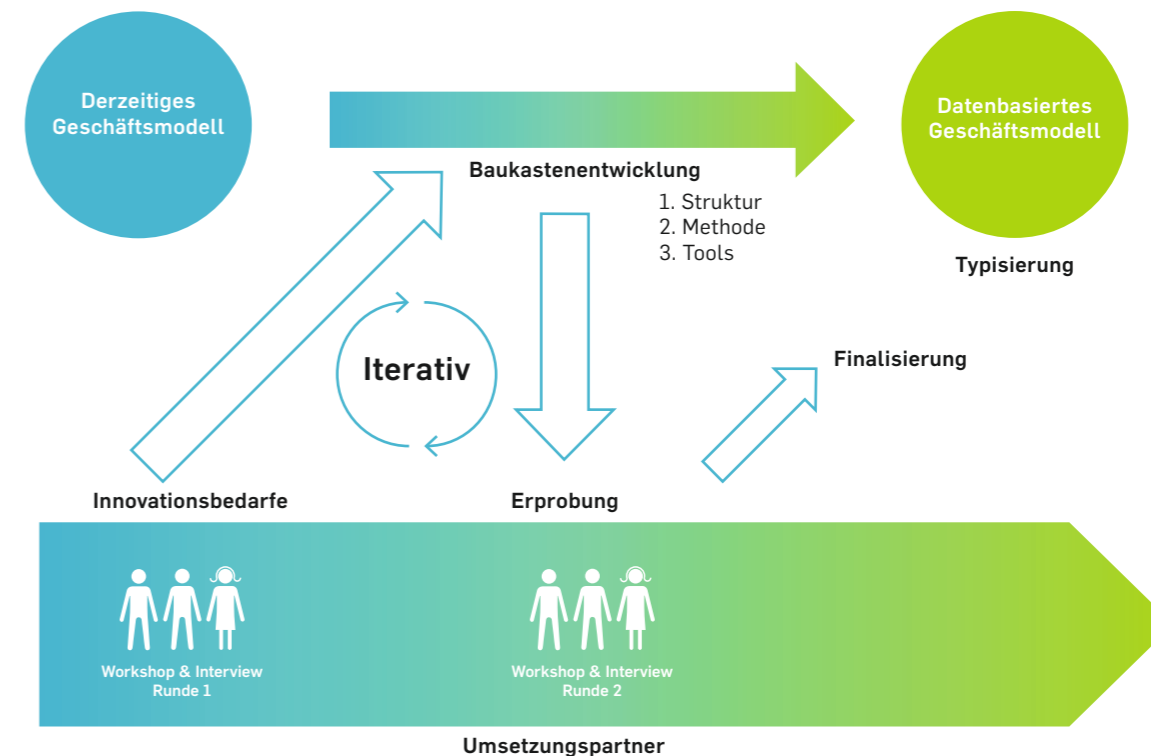 Derzeitiges
Geschäftsmodell
Datenbasiertes
Geschäftsmodell
Baukastenentwicklung
1. Struktur
2. Methode
3. Tools
Typisierung
Iterativ
Finalisierung
Innovationsbedarfe
Erprobung
Workshop & Interview
Runde 1
Workshop & Interview
Runde 2
Umsetzungspartner